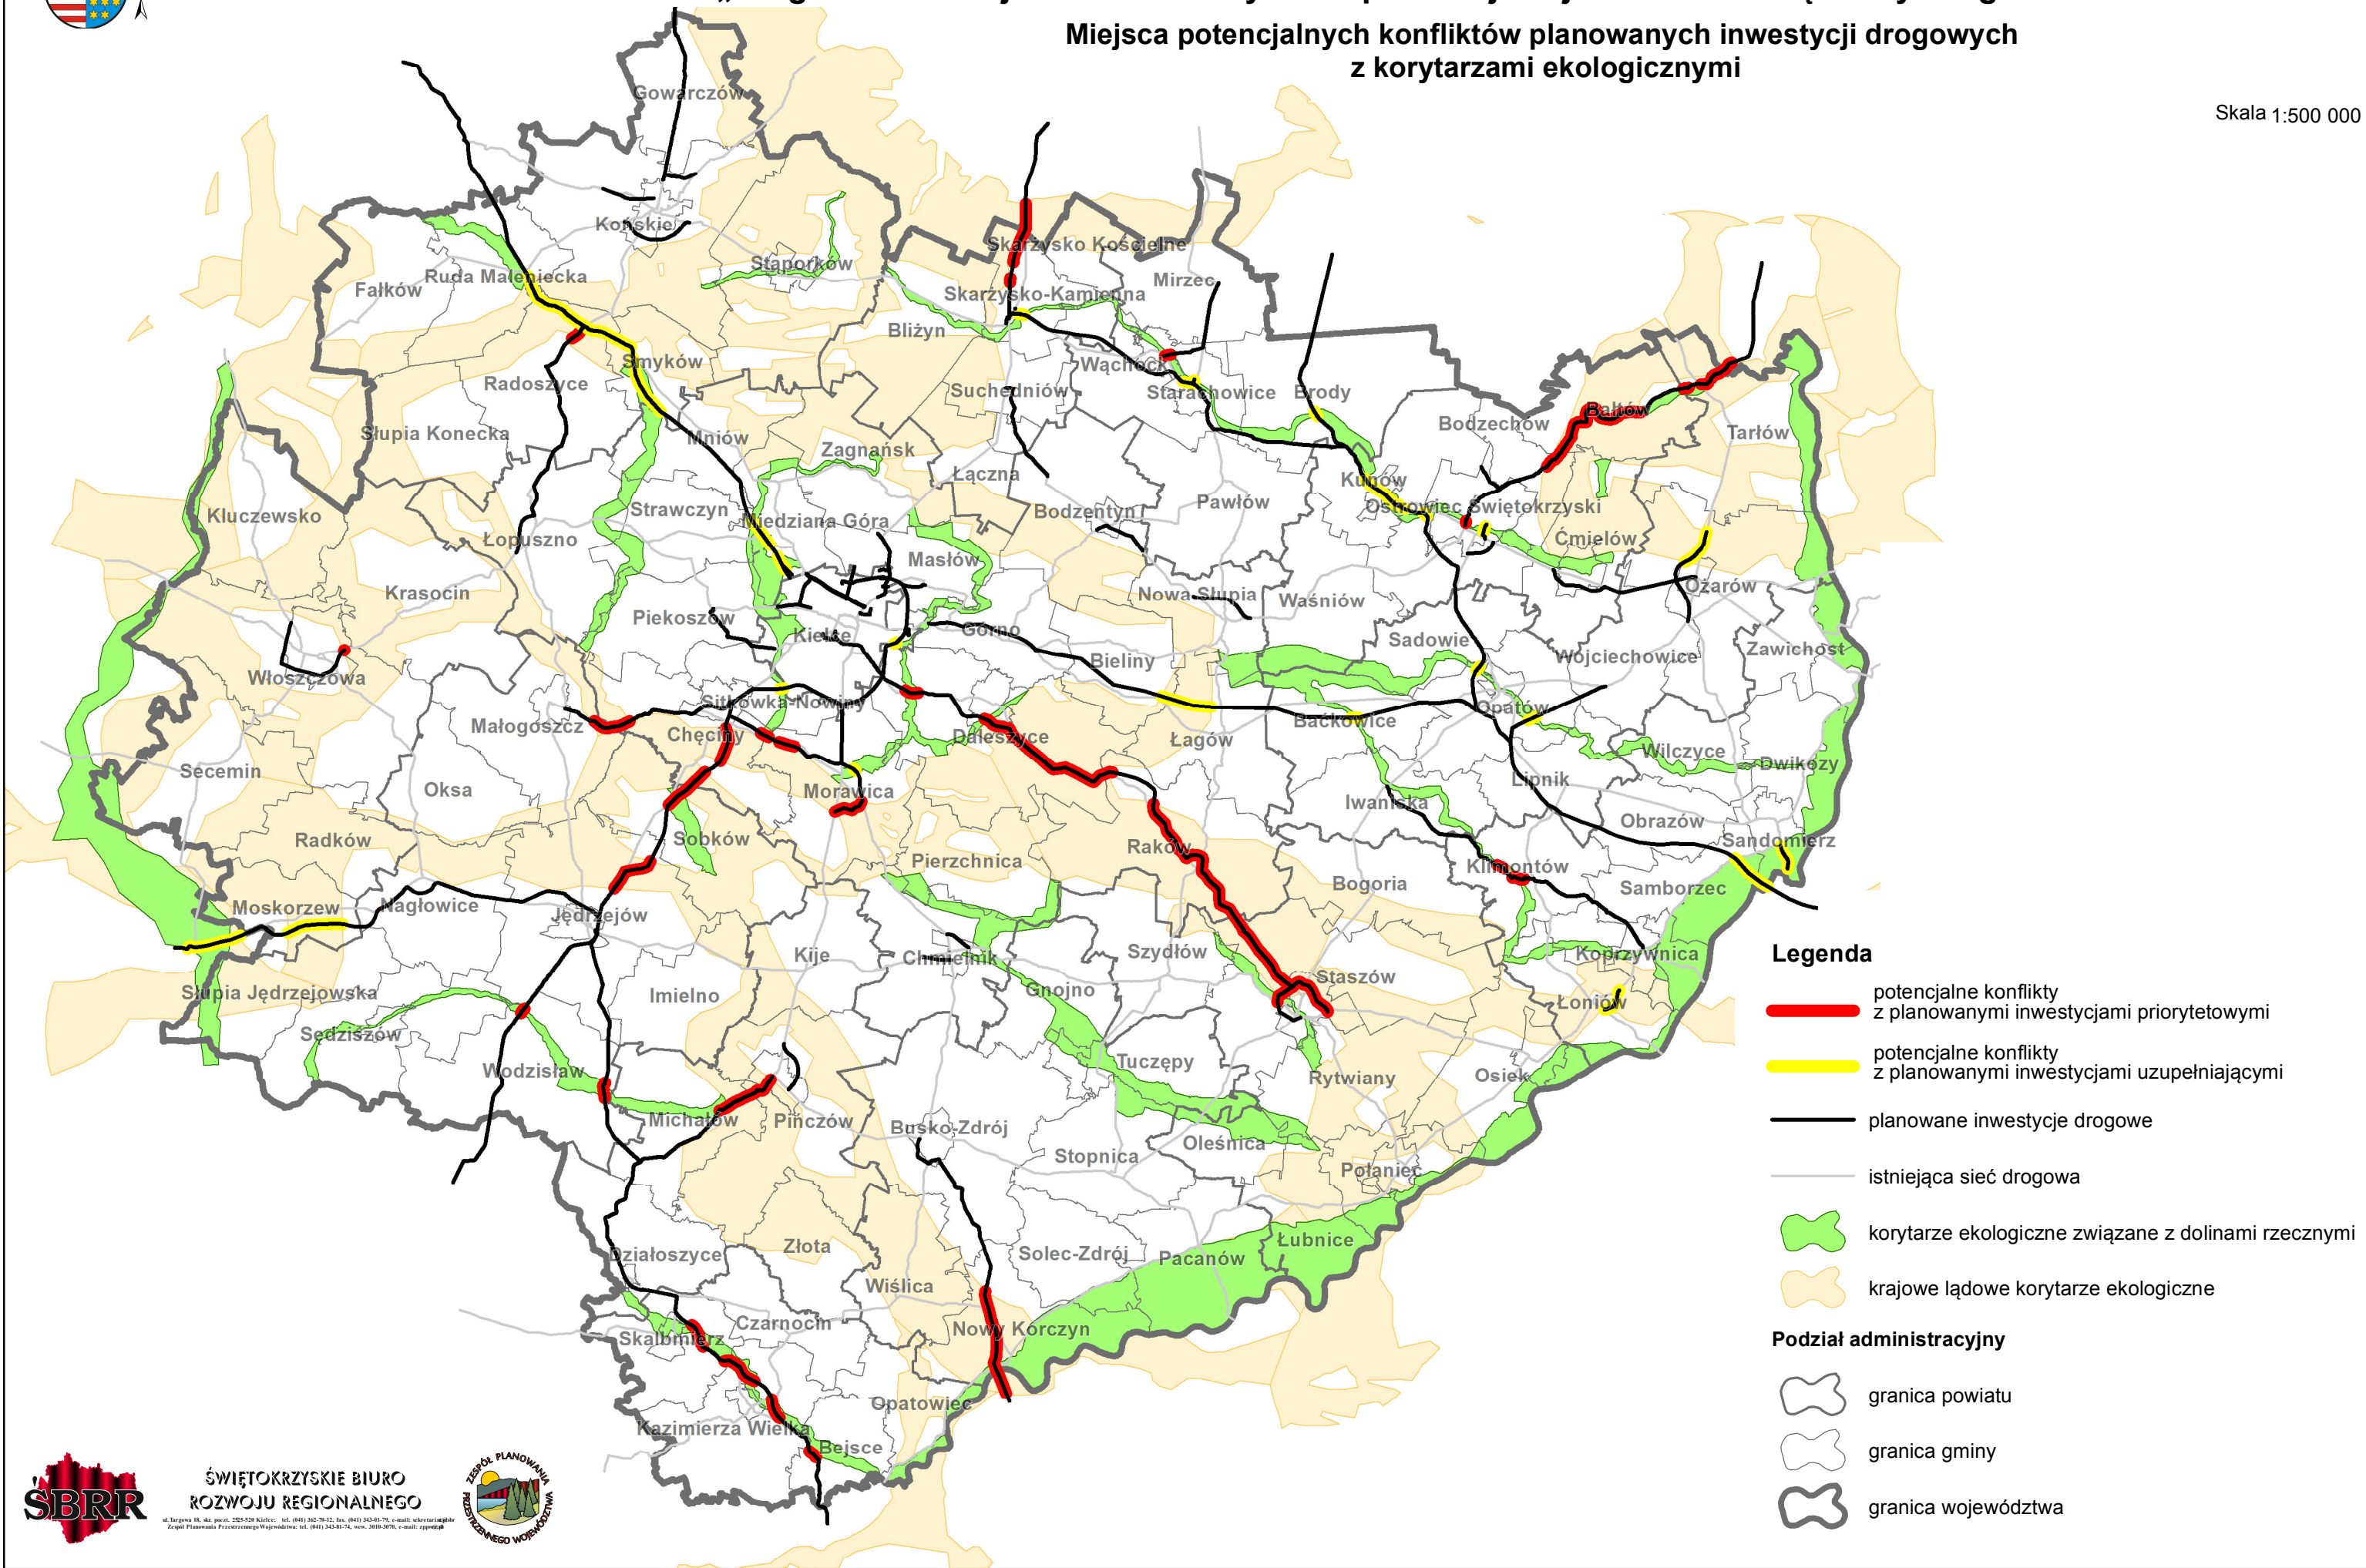 Miejsca potencjalnych konfliktów planowanych inwestycji drogowych
z korytarzami ekologicznymi
Skala 1:500 000
Gowarczów
Końskie
Skarżysko Kościelne
Stąporków
Ruda Maleniecka
Fałków
Mirzec
Skarżysko-Kamienna
Bliżyn
Smyków
Wąchock
Radoszyce
Suchedniów
Starachowice
Brody
Bałtów
Bodzechów
Tarłów
Słupia Konecka
Mniów
Zagnańsk
Łączna
Kunów
Pawłów
Ostrowiec Świętokrzyski
Kluczewsko
Strawczyn
Miedziana Góra
Bodzentyn
Łopuszno
Ćmielów
Masłów
Ożarów
Krasocin
Nowa Słupia
Waśniów
Piekoszów
Kielce
Górno
Sadowie
Wojciechowice
Zawichost
Bieliny
Włoszczowa
Sitkówka-Nowiny
Opatów
Małogoszcz
Chęciny
Daleszyce
Łagów
Baćkowice
Wilczyce
Dwikozy
Secemin
Oksa
Morawica
Lipnik
Iwaniska
Obrazów
Radków
Sobków
Raków
Sandomierz
Pierzchnica
Klimontów
Bogoria
Samborzec
Moskorzew
Nagłowice
Jędrzejów
Kije
Chmielnik
Szydłów
Koprzywnica
Słupia Jędrzejowska
Imielno
Gnojno
Staszów
Łoniów
Sędziszów
Wodzisław
Tuczępy
Rytwiany
Osiek
Michałów
Pińczów
Busko-Zdrój
Oleśnica
Stopnica
Połaniec
Działoszyce
Złota
Solec-Zdrój
Pacanów
Łubnice
Wiślica
Skalbmierz
Czarnocin
Nowy Korczyn
Opatowiec
Kazimierza Wielka
Bejsce
Legenda
potencjalne konflikty
z planowanymi inwestycjami priorytetowymi
potencjalne konflikty
z planowanymi inwestycjami uzupełniającymi
planowane inwestycje drogowe
istniejąca sieć drogowa
korytarze ekologiczne związane z dolinami rzecznymi
krajowe lądowe korytarze ekologiczne
Podział administracyjny
granica powiatu
granica gminy
granica województwa
ŚBRR
ŚWIĘTOKRZYSKIE BIURO
ROZWOJU REGIONALNEGO
ZESPÓŁ PLANOWANIA
PRZESTRZENNEGO WOJEWÓDZTWA